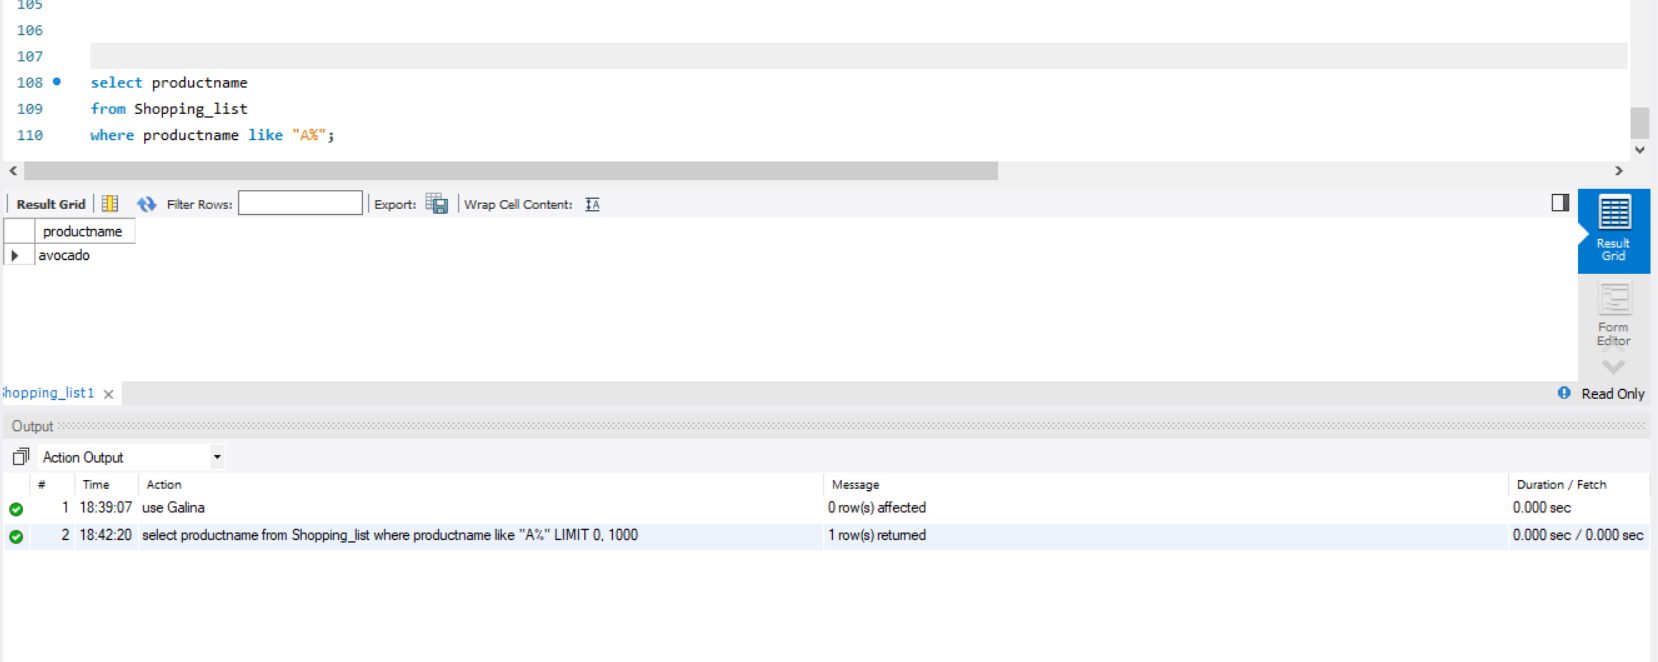 105
106
107
108 select productname
109 from Shopping_list
110 where productname like "A%";
Result Grid Filter Rows: Export: Wrap Cell Content:
productname
avocado
Result
Grid
Form
Editor
hopping_list1
Read Only
Output
Action Output
# Time Action Message Duration / Fetch
1 18:39:07 use Galina 0 row(s) affected 0.000 sec
2 18:42:20 select productname from Shopping_list where productname like "A%" LIMIT 0, 1000 1 row(s) returned 0.000 sec / 0.000 sec